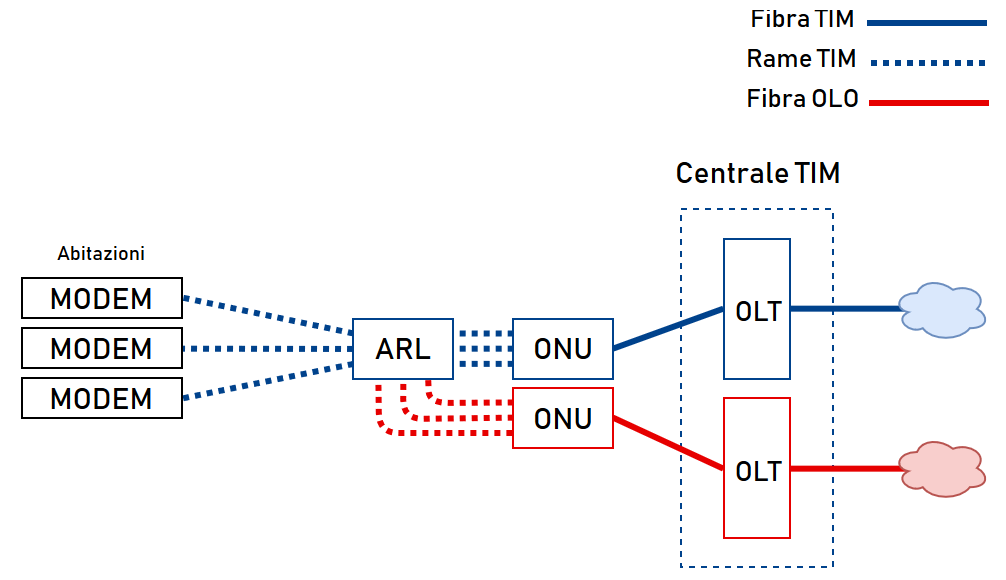 Fibra TIM
Rame TIM
Fibra OLO
Centrale TIM
Abitazioni
MODEM
MODEM
MODEM
ARL
ONU
ONU
OLT
OLT